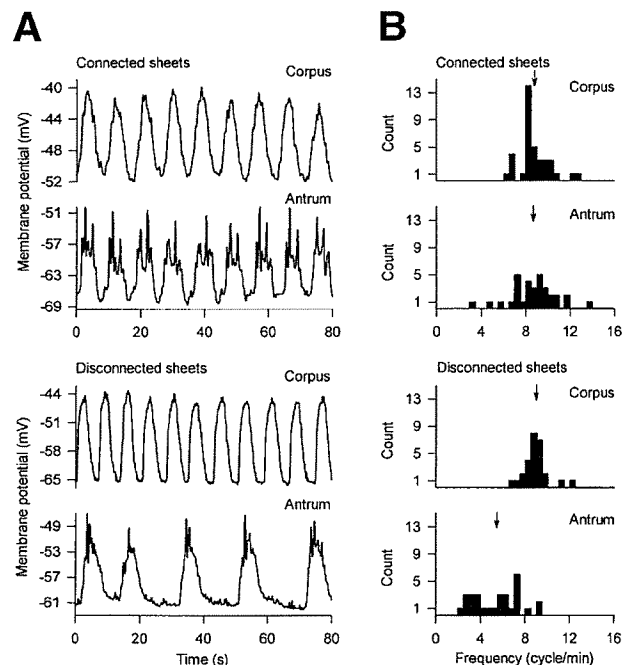 A
B
Connected sheets
Corpus
-40
-44
-48
-52
Antrum
-51
-57
-63
-69
0 20 40 60 80
Membrane potential (mV)
Disconnected sheets
Corpus
-44
-51
-58
-65
Antrum
-49
-53
-57
-61
0 20 40 60 80
Membrane potential (mV)
Time (s)
Connected sheets
Corpus
13
9
5
1
Count
Antrum
13
9
5
1
Count
0 4 8 12 16
Disconnected sheets
Corpus
13
9
5
1
Count
Antrum
13
9
5
1
Count
0 4 8 12 16
Frequency (cycle/min)